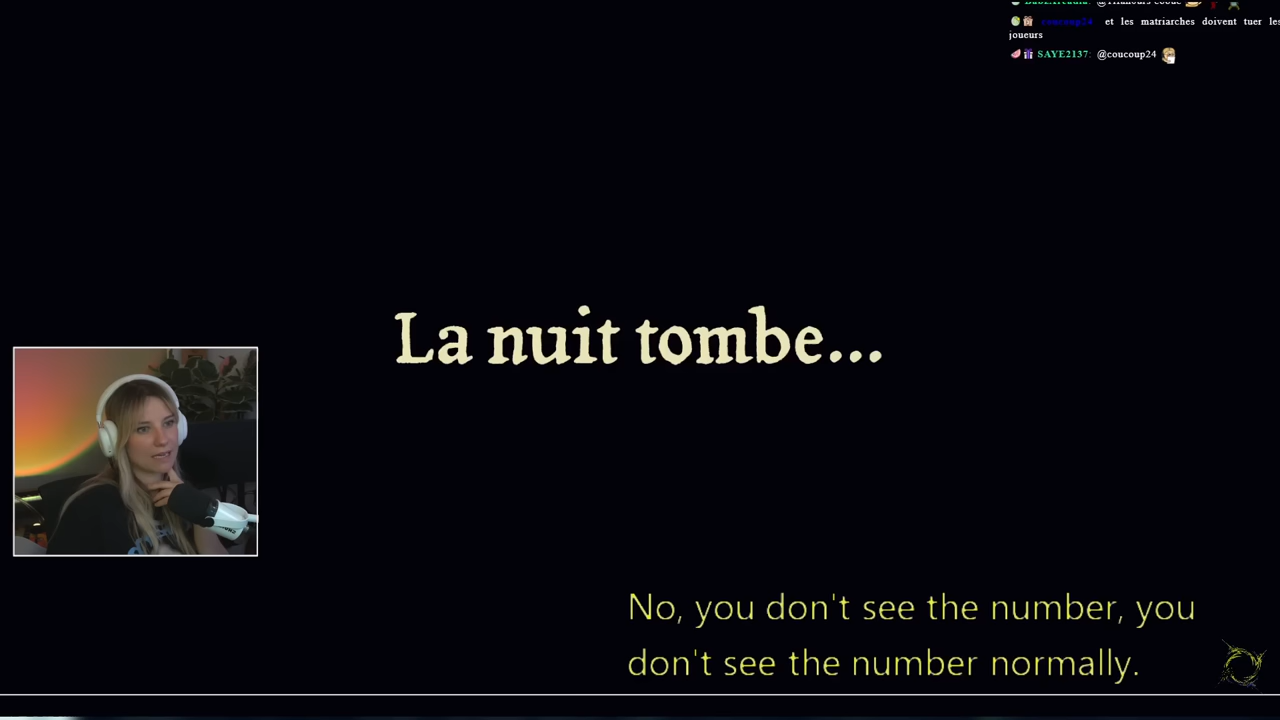 et les matriarches doivent tuer les
joueurs
SAYE2137: @coucoup24
La nuit tombe...
No, you don't see the number, you
don't see the number normally.